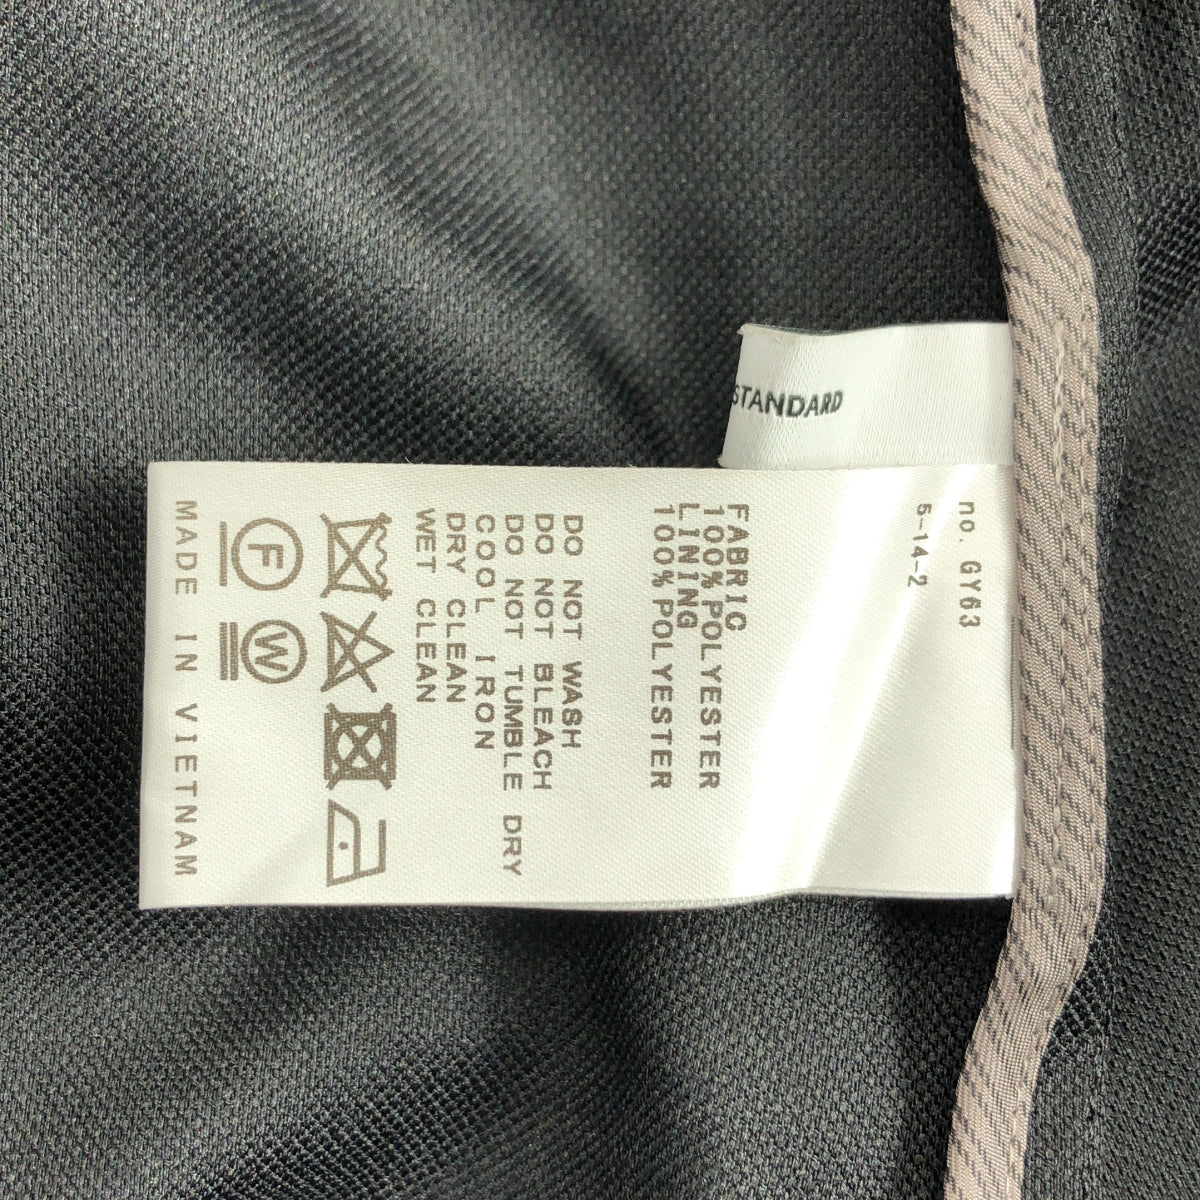 STANDARD
no. GY63
5-14-2
FABRIC
100% POLYESTER
LINING
100% POLYESTER
DO NOT WASH
DO NOT BLEACH
DO NOT TUMBLE DRY
COOL IRON
DRY CLEAN
WET CLEAN
F W
MADE IN VIETNAM